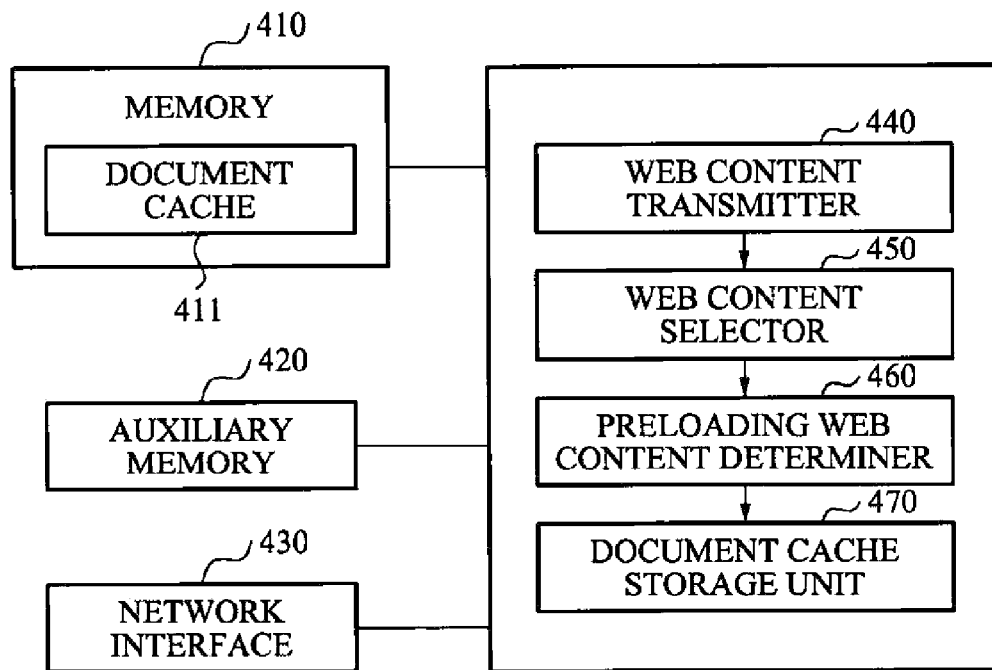 410
MEMORY
DOCUMENT
CACHE
411
420
AUXILIARY
MEMORY
430
NETWORK
INTERFACE
440
WEB CONTENT
TRANSMITTER
450
WEB CONTENT
SELECTOR
460
PRELOADING WEB
CONTENT DETERMINER
470
DOCUMENT CACHE
STORAGE UNIT